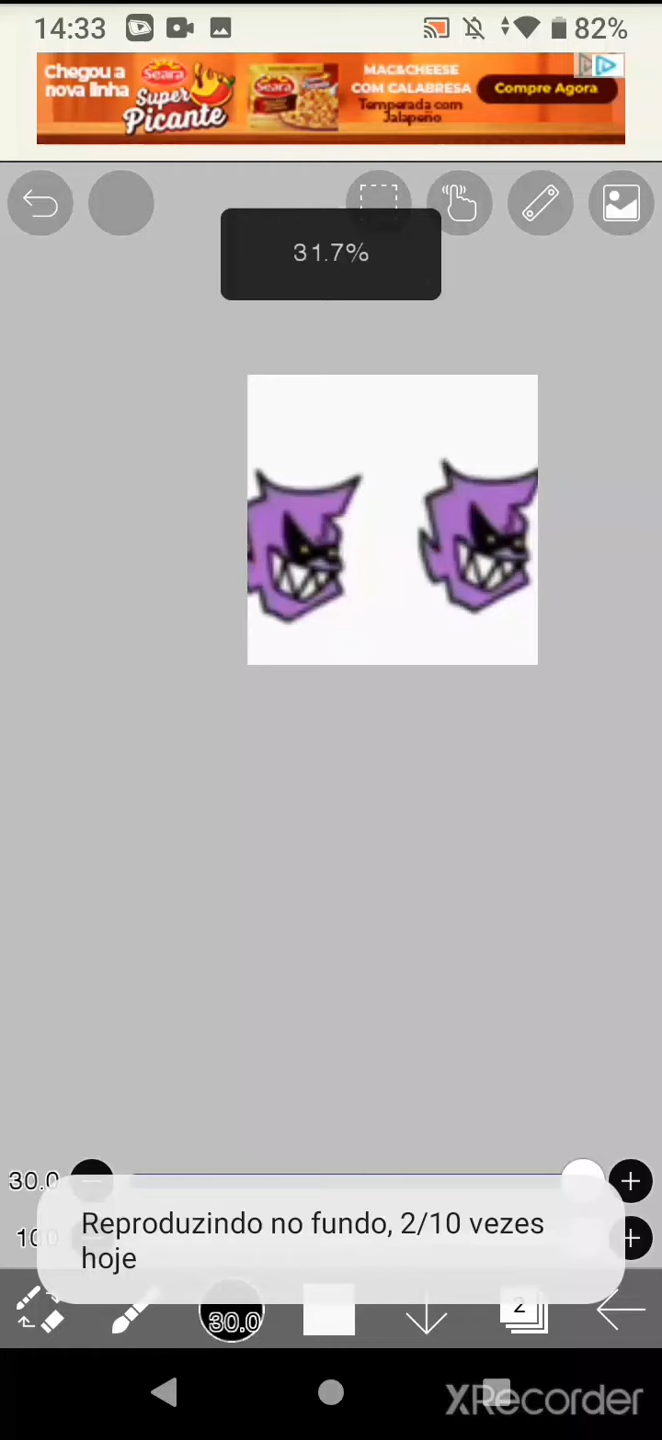 14:33
82%
Chegou a
nova linha
Seara
Super
Picante
Seara
MAC&CHEESE
COM CALABRESA
Temperada com
Jalapeño
Compre Agora
31.7%
30.0
Reproduzindo no fundo, 2/10 vezes
hoje
30.0
2
XRecorder